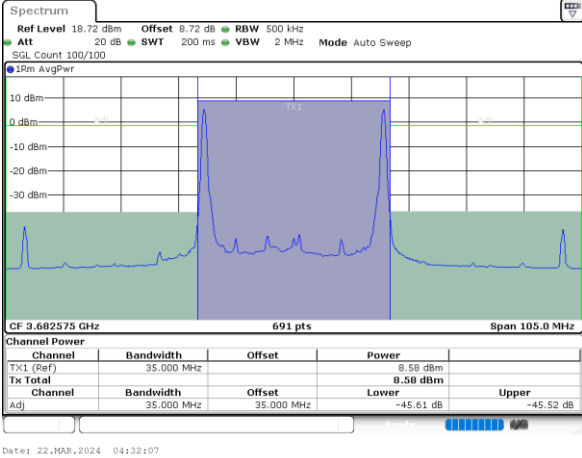 Spectrum
Ref Level 18.72 dBm Offset 8.72 dB RBW 500 kHz
Att 20 dB SWT 200 ms VBW 2 MHz Mode Auto Sweep
SGL Count 100/100
1Rm AvgPwr
10 dBm
TX1
0 dBm Adj Adj
-10 dBm
-20 dBm
-30 dBm
CF 3.682575 GHz 691 pts Span 105.0 MHz
Channel Power
Channel Bandwidth Offset Power
TX1 (Ref) 35.000 MHz 8.58 dBm
Tx Total 8.58 dBm
Channel Bandwidth Offset Lower Upper
Adj 35.000 MHz 35.000 MHz -45.61 dB -45.52 dB
Ready
Date: 22.MAR.2024 04:32:07